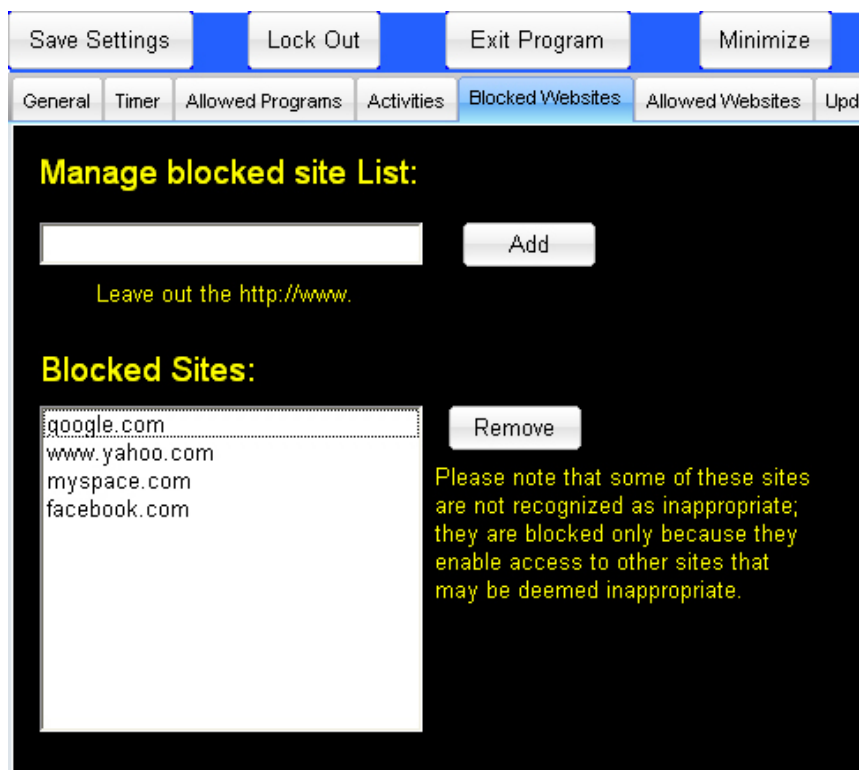 Save Settings Lock Out Exit Program Minimize
General Timer Allowed Programs Activities Blocked Websites Allowed Websites Upd
Manage blocked site List:
Add
Leave out the http://www.
Blocked Sites:
google.com
www.yahoo.com
myspace.com
facebook.com
Remove
Please note that some of these sites
are not recognized as inappropriate;
they are blocked only because they
enable access to other sites that
may be deemed inappropriate.